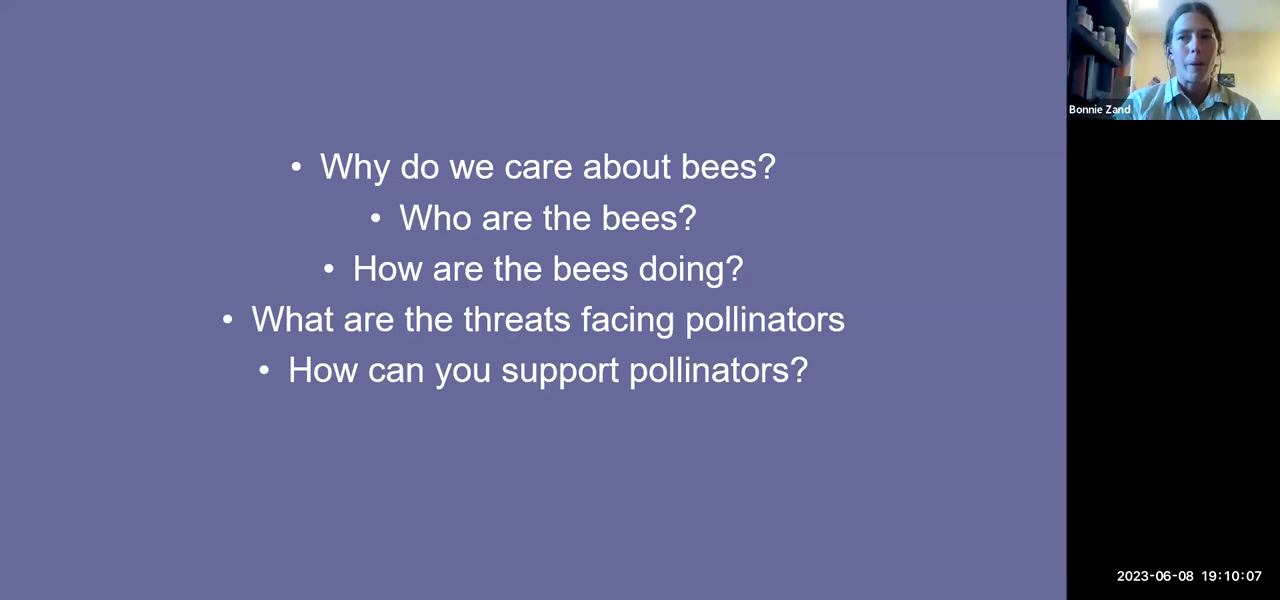 • Why do we care about bees?
• Who are the bees?
• How are the bees doing?
• What are the threats facing pollinators
• How can you support pollinators?
Bonnie Zand
2023-06-08 19:10:07